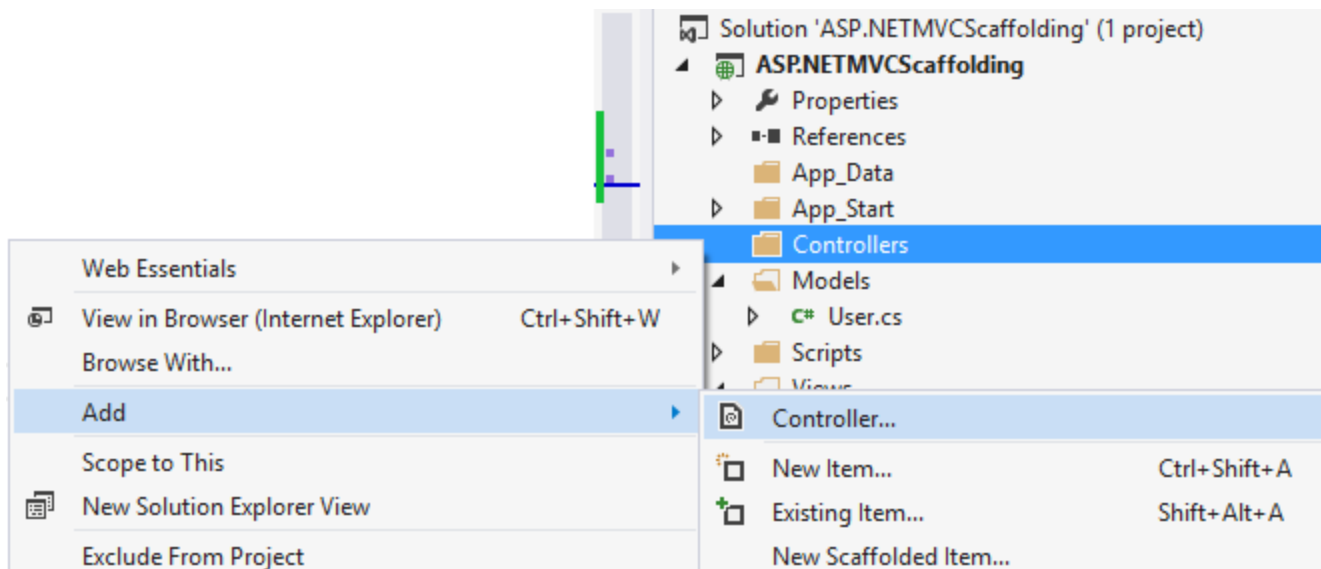 Solution 'ASP.NETMVCScaffolding' (1 project)
ASP.NETMVCScaffolding
Properties
References
App_Data
App_Start
Controllers
Models
C# User.cs
Scripts
Views
Web Essentials
View in Browser (Internet Explorer) Ctrl+Shift+W
Browse With...
Add
Scope to This
New Solution Explorer View
Exclude From Project
Controller...
New Item... Ctrl+Shift+A
Existing Item... Shift+Alt+A
New Scaffolded Item...